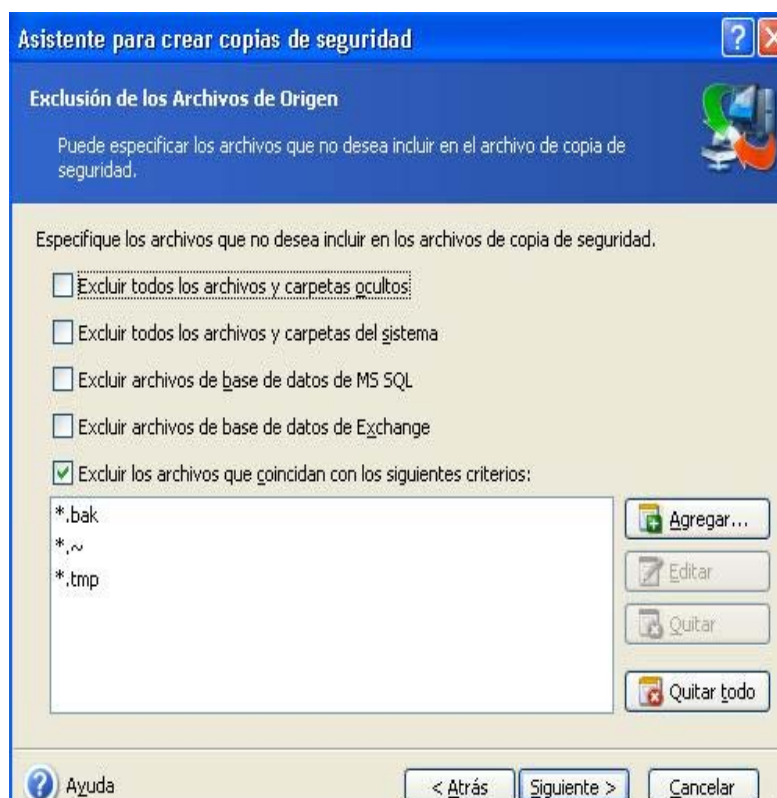 Asistente para crear copias de seguridad
Exclusión de los Archivos de Origen
Puede especificar los archivos que no desea incluir en el archivo de copia de
seguridad.
Especifique los archivos que no desea incluir en los archivos de copia de seguridad.
Excluir todos los archivos y carpetas ocultos
Excluir todos los archivos y carpetas del sistema
Excluir archivos de base de datos de MS SQL
Excluir archivos de base de datos de Exchange
Excluir los archivos que coincidan con los siguientes criterios:
*.bak
*.~
*.tmp
Agregar...
Editar
Quitar
Quitar todo
Ayuda
< Atrás
Siguiente >
Cancelar